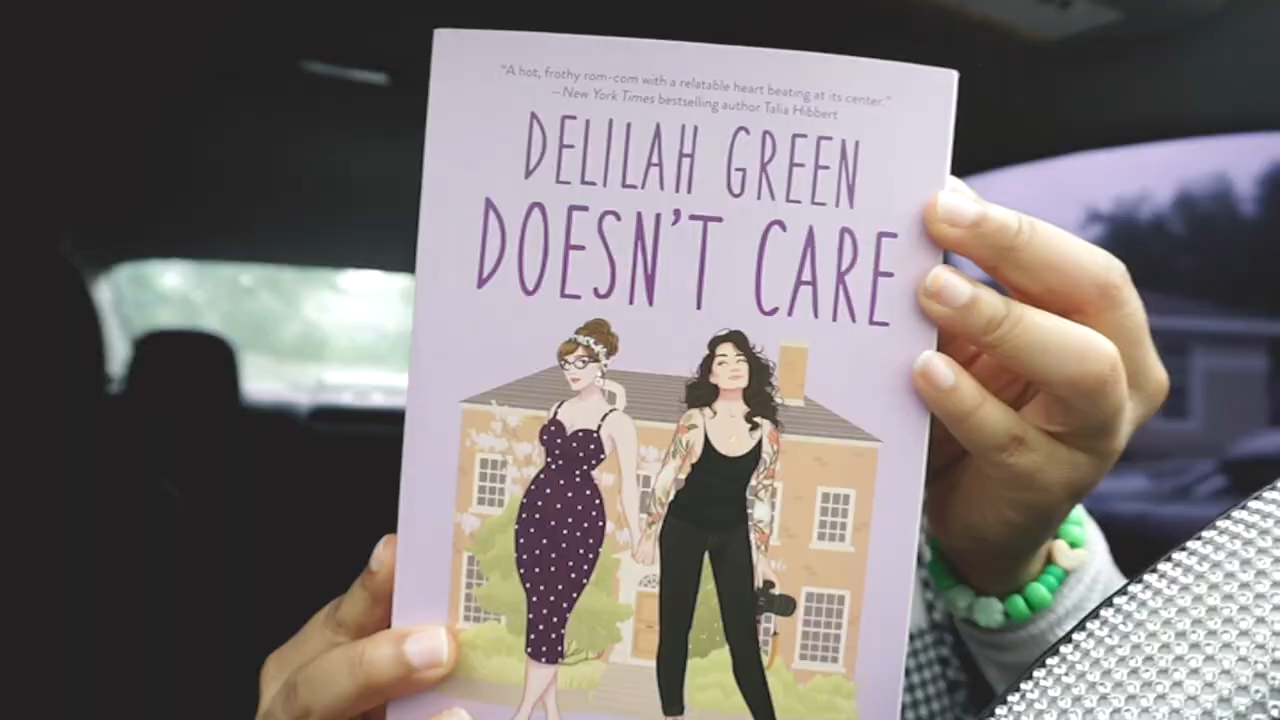 "A hot, frothy rom-com with a relatable heart beating at its center."
—New York Times bestselling author Talia Hibbert
DELILAH GREEN
DOESN'T CARE